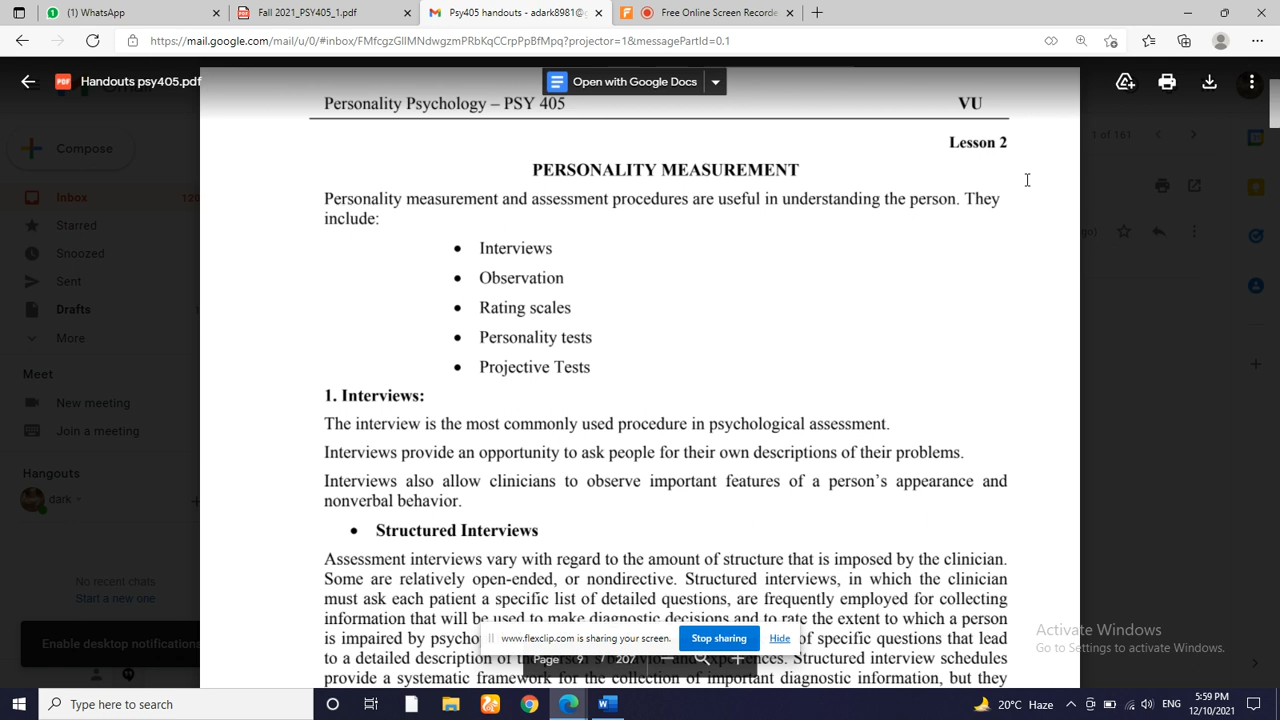 (1) WhatsApp
Fall 2021_PSY405_1.pdf
Psy405 handouts - adark8981@g
Free Online Screen Recorde
https://mail.google.com/mail/u/0/#inbox/FMfcgzGllMNdwgzmPRbKqCCrpPpBfMpq?projector=1&messagePartId=0.1
PDF Handouts psy405.pdf
Open with Google Docs
Personality Psychology – PSY 405 VU
Compose
1 of 161
Lesson 2
PERSONALITY MEASUREMENT
Inbox
Starred
Snoozed
Sent
Drafts
More
Personality measurement and assessment procedures are useful in understanding the person. They
include:
• Interviews
• Observation
• Rating scales
• Personality tests
• Projective Tests
Meet
New meeting
Join a meeting
Hangouts
dark
1. Interviews:
The interview is the most commonly used procedure in psychological assessment.
Interviews provide an opportunity to ask people for their own descriptions of their problems.
Interviews also allow clinicians to observe important features of a person's appearance and
nonverbal behavior.
• Structured Interviews
Assessment interviews vary with regard to the amount of structure that is imposed by the clinician.
Some are relatively open-ended, or nondirective. Structured interviews, in which the clinician
must ask each patient a specific list of detailed questions, are frequently employed for collecting
information that will be used to make diagnostic decisions and to rate the extent to which a person
is impaired by psycho of specific questions that lead
to a detailed description of the person's behavior and experiences. Structured interview schedules
provide a systematic framework for the collection of important diagnostic information, but they
No recent chats
Start a new one
Enable desktop notifications
www.flexclip.com is sharing your screen.
Stop sharing
Hide
Page 9 / 207
Activate Windows
Go to Settings to activate Windows.
Type here to search
20°C Haze
ENG
5:59 PM
12/10/2021